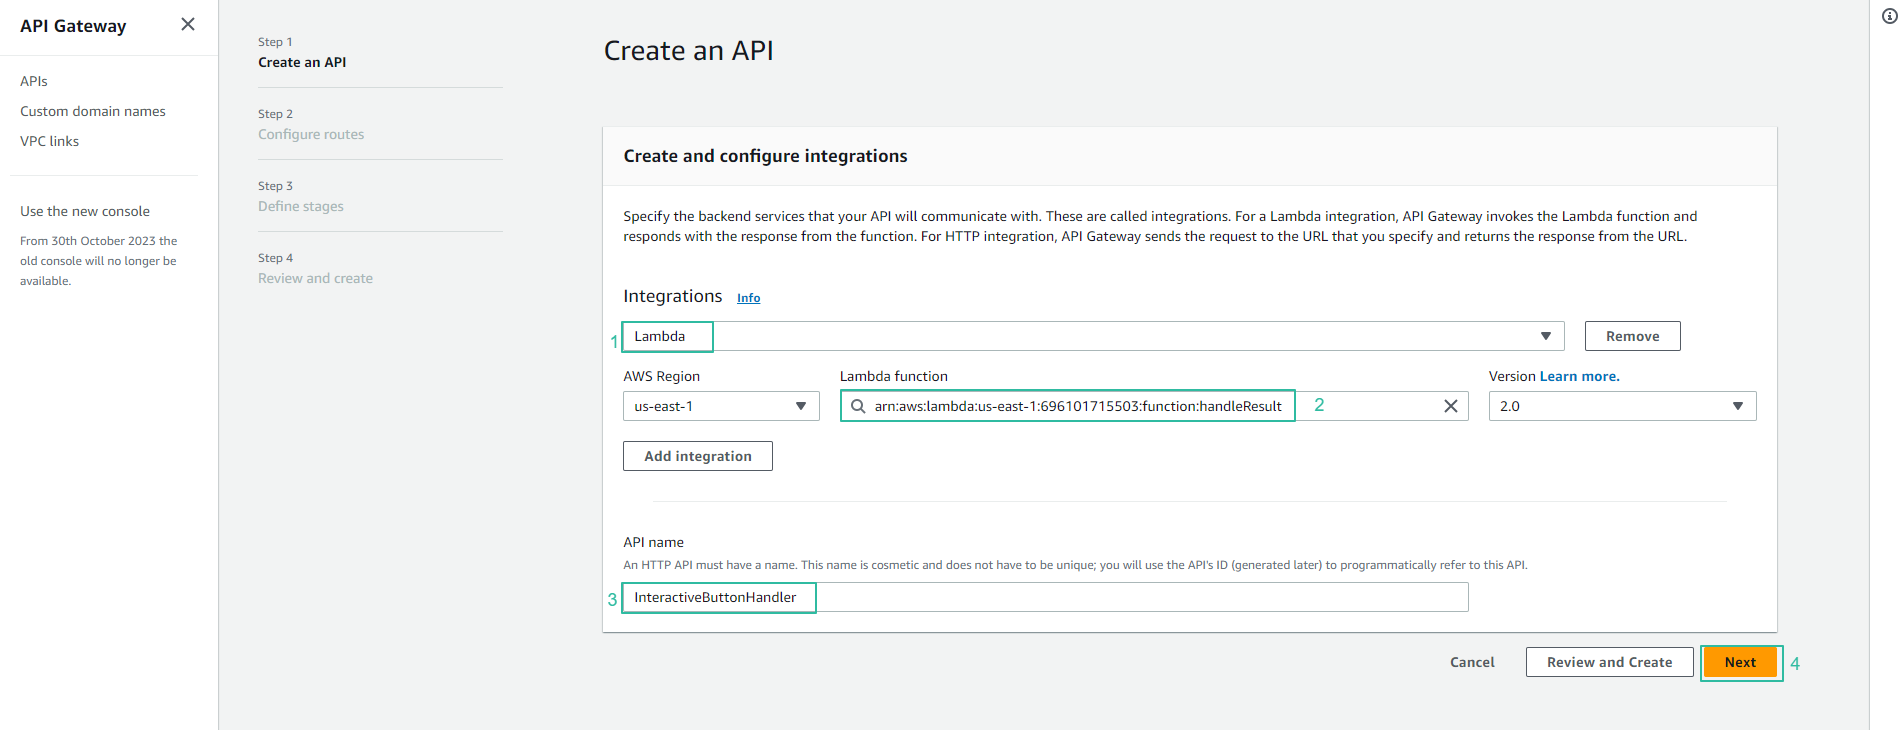 API Gateway
APIs
Custom domain names
VPC links
Use the new console
From 30th October 2023 the
old console will no longer be
available.
Step 1
Create an API
Step 2
Configure routes
Step 3
Define stages
Step 4
Review and create
Create an API
Create and configure integrations
Specify the backend services that your API will communicate with. These are called integrations. For a Lambda integration, API Gateway invokes the Lambda function and
responds with the response from the function. For HTTP integration, API Gateway sends the request to the URL that you specify and returns the response from the URL.
Integrations Info
1 Lambda
Remove
AWS Region
Lambda function
Version Learn more.
us-east-1
arn:aws:lambda:us-east-1:696101715503:function:handleResult 2
2.0
Add integration
API name
An HTTP API must have a name. This name is cosmetic and does not have to be unique; you will use the API's ID (generated later) to programmatically refer to this API.
3 InteractiveButtonHandler
Cancel
Review and Create
Next 4